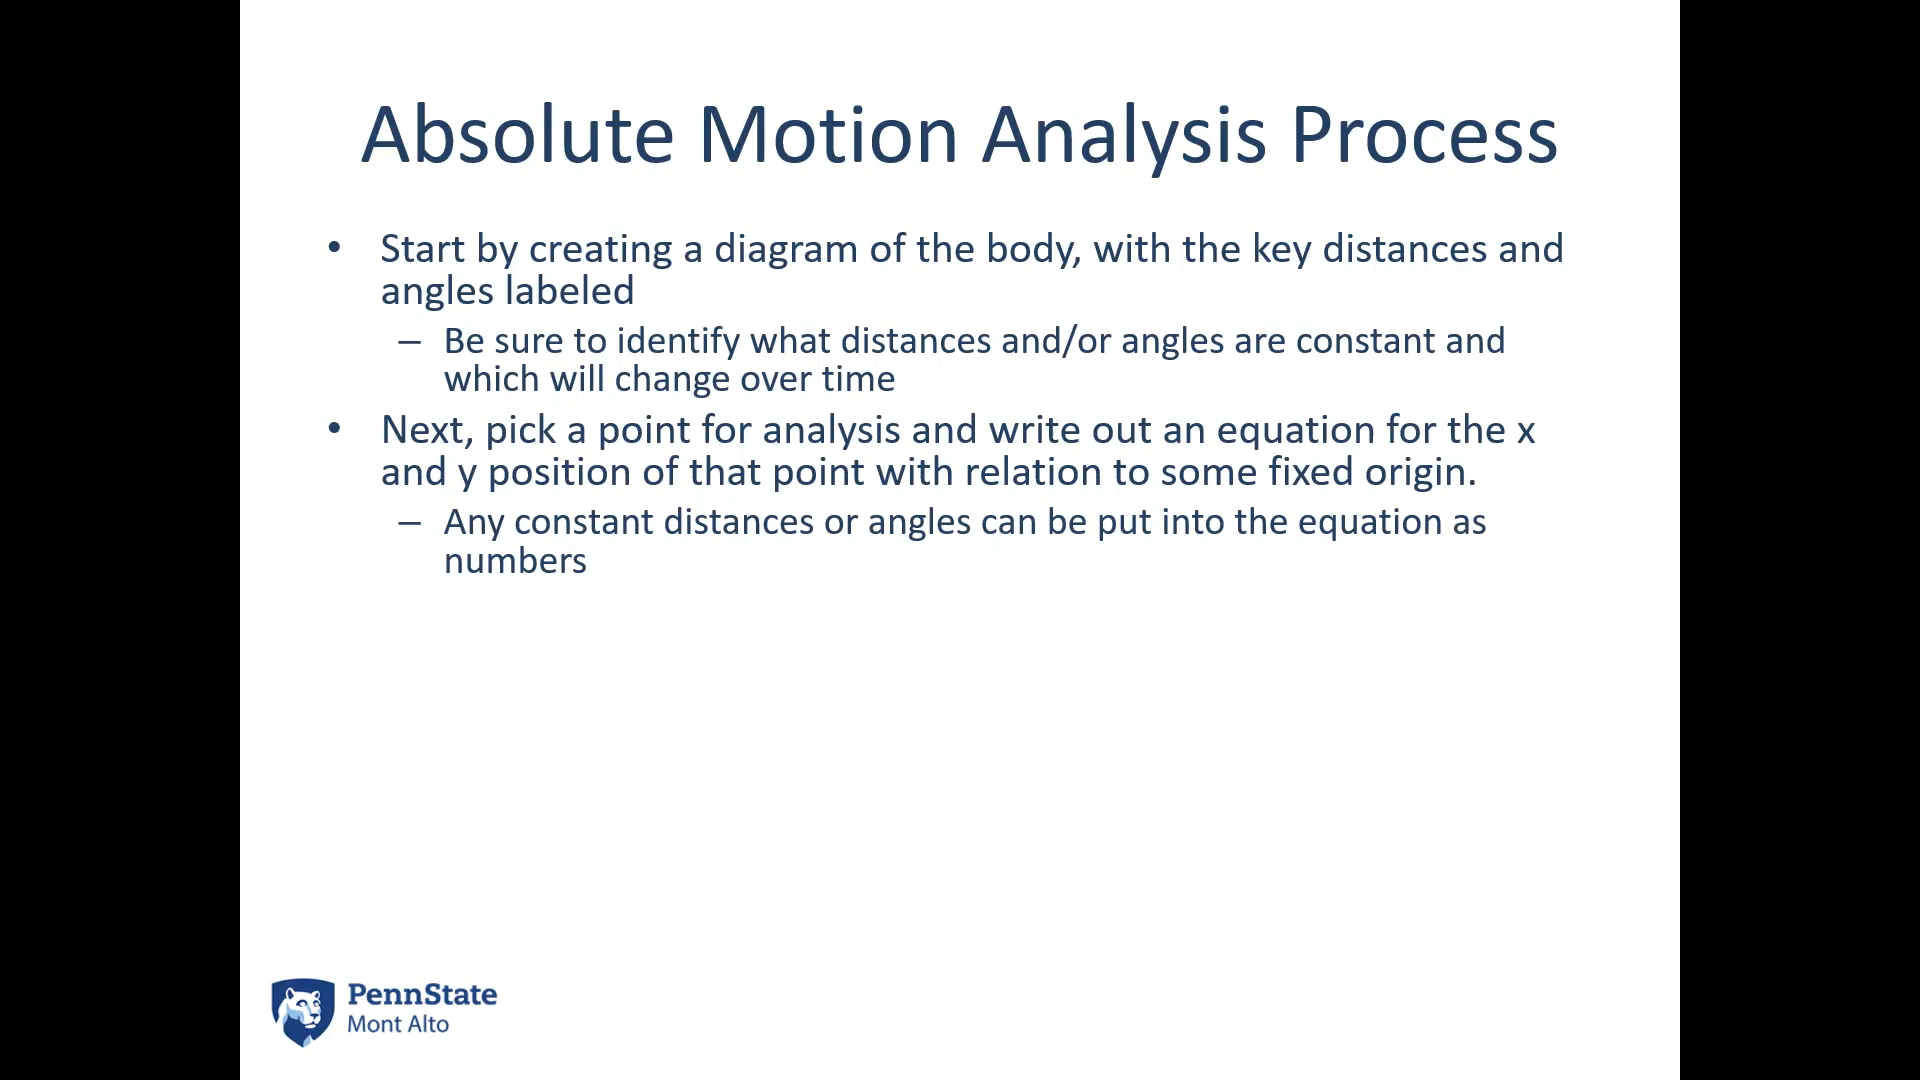 Absolute Motion Analysis Process
• Start by creating a diagram of the body, with the key distances and
angles labeled
– Be sure to identify what distances and/or angles are constant and
which will change over time
• Next, pick a point for analysis and write out an equation for the x
and y position of that point with relation to some fixed origin.
– Any constant distances or angles can be put into the equation as
numbers
PennState
Mont Alto